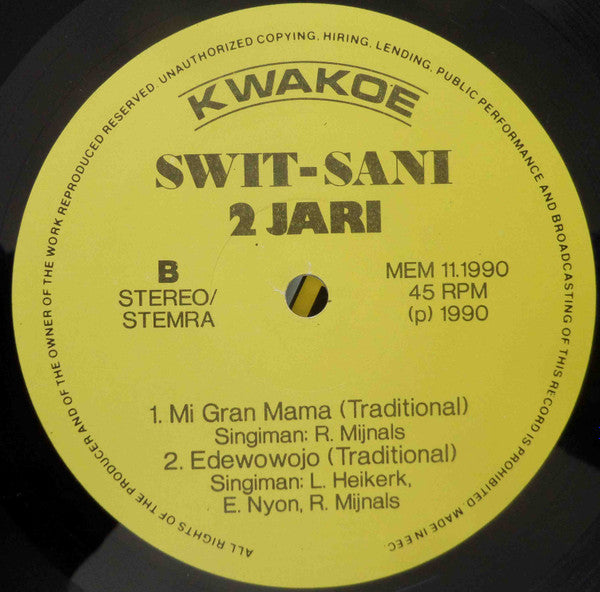 ALL RIGHTS OF THE PRODUCER AND OF THE OWNER OF THE WORK REPRODUCED RESERVED. UNAUTHORIZED COPYING, HIRING, LENDING, PUBLIC PERFORMANCE AND BROADCASTING OF THIS RECORD IS PROHIBITED. MADE IN EEC.
KWAKOE
SWIT-SANI
2 JARI
B
STEREO/
STEMRA
MEM 11.1990
45 RPM
(p) 1990
1. Mi Gran Mama (Traditional)
Singiman: R. Mijnals
2. Edewowojo (Traditional)
Singiman: L. Heikerk,
E. Nyon, R. Mijnals